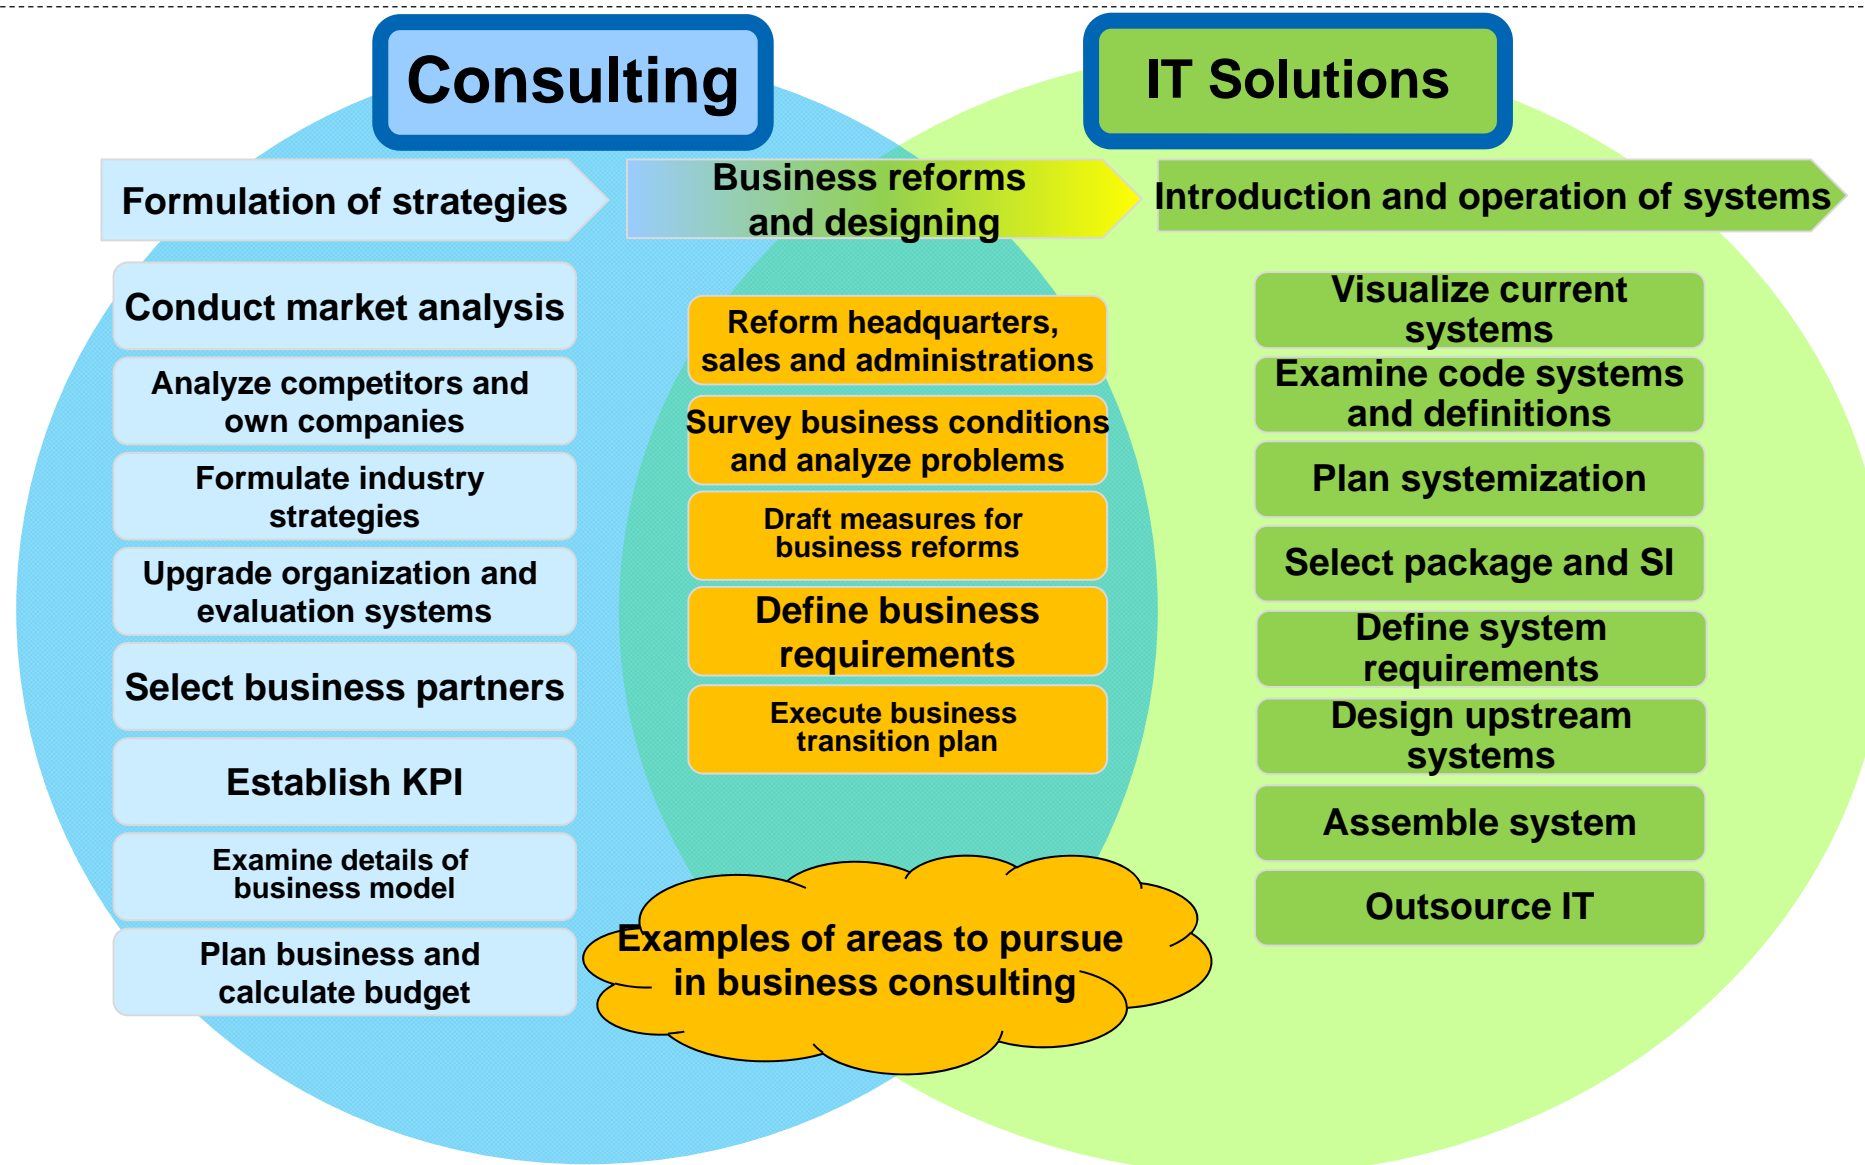 Consulting
IT Solutions
Formulation of strategies
Business reforms
and designing
Introduction and operation of systems
Conduct market analysis
Analyze competitors and
own companies
Formulate industry
strategies
Upgrade organization and
evaluation systems
Select business partners
Establish KPI
Examine details of
business model
Plan business and
calculate budget
Reform headquarters,
sales and administrations
Survey business conditions
and analyze problems
Draft measures for
business reforms
Define business
requirements
Execute business
transition plan
Examples of areas to pursue
in business consulting
Visualize current
systems
Examine code systems
and definitions
Plan systemization
Select package and SI
Define system
requirements
Design upstream
systems
Assemble system
Outsource IT